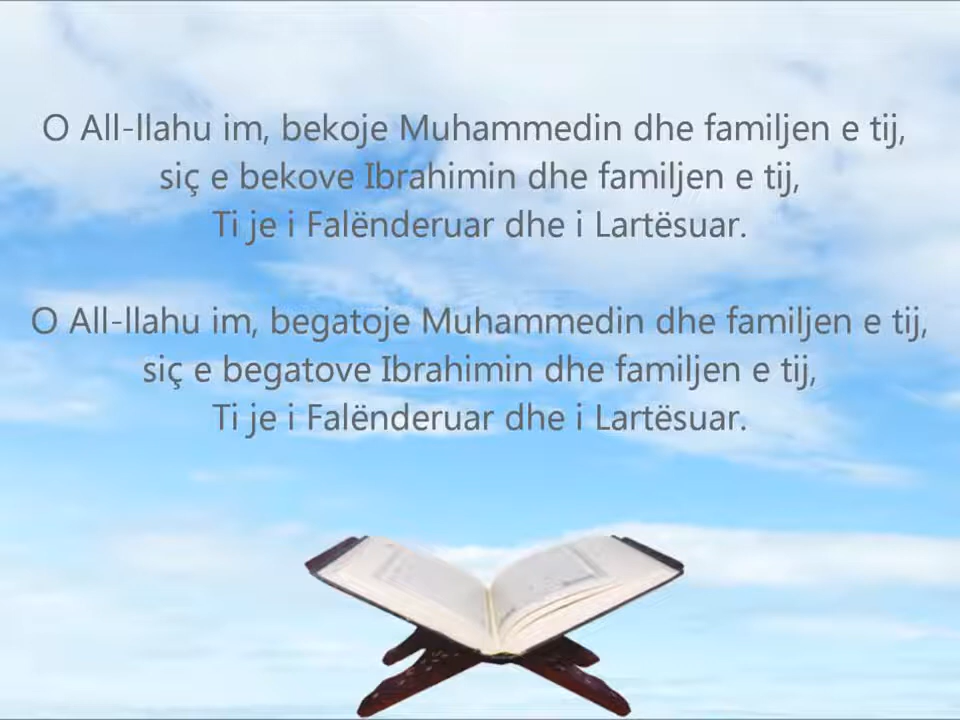 O All-llahu im, bekoje Muhammedin dhe familjen e tij,
siç e bekove Ibrahimin dhe familjen e tij,
Ti je i Falënderuar dhe i Lartësuar.
O All-llahu im, begatoje Muhammedin dhe familjen e tij,
siç e begatove Ibrahimin dhe familjen e tij,
Ti je i Falënderuar dhe i Lartësuar.